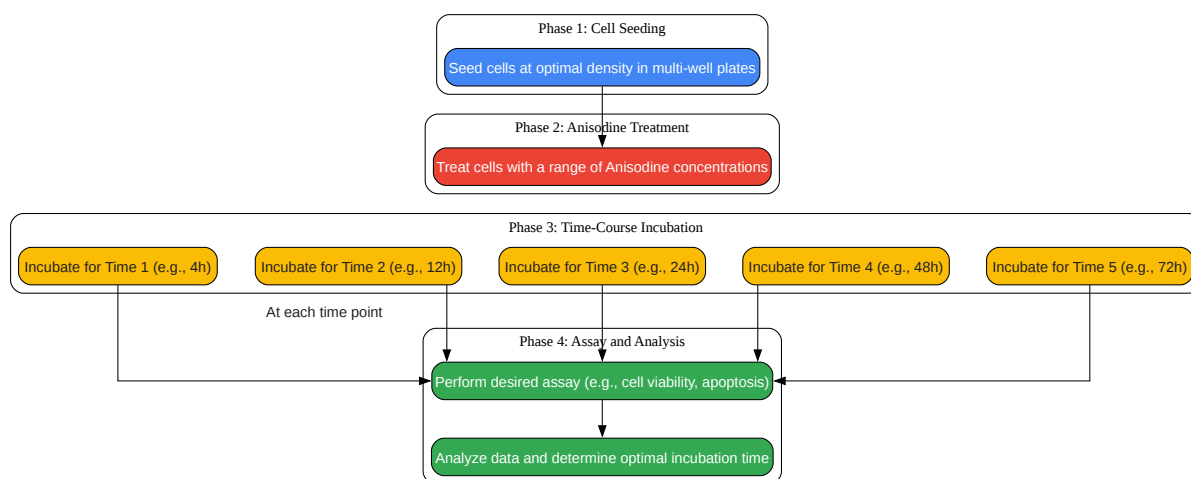 Phase 1: Cell Seeding
Seed cells at optimal density in multi-well plates
Phase 2: Anisodine Treatment
Treat cells with a range of Anisodine concentrations
Phase 3: Time-Course Incubation
Incubate for Time 1 (e.g., 4h)
Incubate for Time 2 (e.g., 12h)
Incubate for Time 3 (e.g., 24h)
Incubate for Time 4 (e.g., 48h)
Incubate for Time 5 (e.g., 72h)
At each time point
Phase 4: Assay and Analysis
Perform desired assay (e.g., cell viability, apoptosis)
Analyze data and determine optimal incubation time